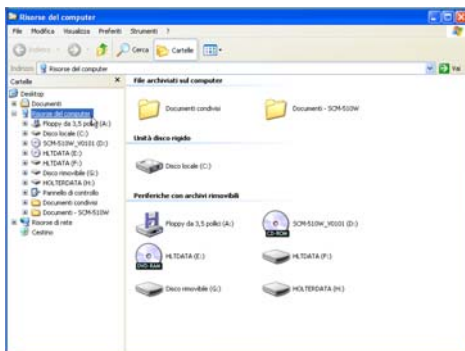 Risorse del computer
File Modifica Visualizza Preferiti Strumenti ?
Indietro Cerca Cartelle
Indirizzo Risorse del computer Vai
Cartelle
Desktop
Documenti
Risorse del computer
Floppy da 3,5 pollici (A:)
Disco locale (C:)
SCM-510W_V0101 (D:)
HLTDATA (E:)
HLTDATA (F:)
Disco rimovibile (G:)
HOLTERDATA (H:)
Pannello di controllo
Documenti condivisi
Documenti - SCM-510W
Risorse di rete
Cestino
File archiviati sul computer
Documenti condivisi
Documenti - SCM-510W
Unità disco rigido
Disco locale (C:)
Periferiche con archivi rimovibili
Floppy da 3,5 pollici (A:)
SCM-510W_V0101 (D:)
CD-ROM
HLTDATA (E:)
DVD-RAM
HLTDATA (F:)
Disco rimovibile (G:)
HOLTERDATA (H:)